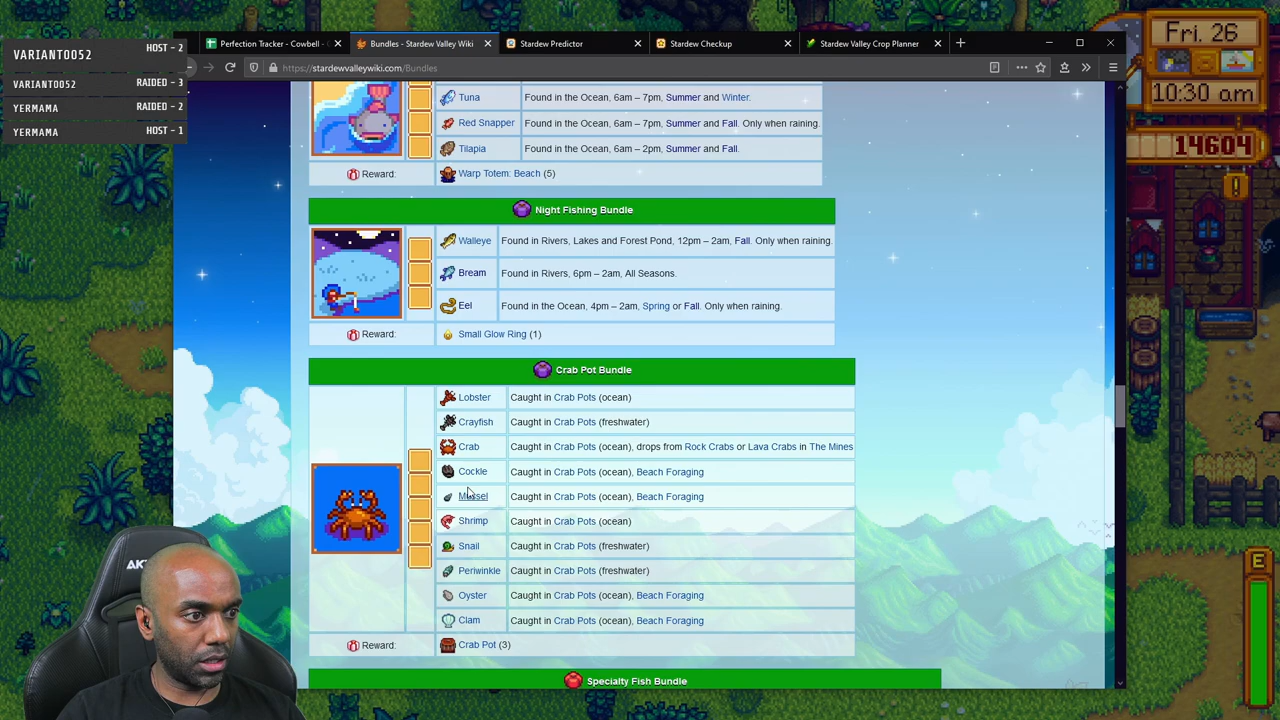 VARIANT0052 HOST - 2
VARIANT0052 RAIDED - 3
YERMAMA RAIDED - 2
YERMAMA HOST - 1
Perfection Tracker - Cowbell -
Bundles - Stardew Valley Wiki
Stardew Predictor
Stardew Checkup
Stardew Valley Crop Planner
https://stardewvalleywiki.com/Bundles
Fri. 26
10:30 am
14604
Tuna Found in the Ocean, 6am – 7pm, Summer and Winter.
Red Snapper Found in the Ocean, 6am – 7pm, Summer and Fall. Only when raining.
Tilapia Found in the Ocean, 6am – 2pm, Summer and Fall.
Reward: Warp Totem: Beach (5)
Night Fishing Bundle
Walleye Found in Rivers, Lakes and Forest Pond, 12pm – 2am, Fall. Only when raining.
Bream Found in Rivers, 6pm – 2am, All Seasons.
Eel Found in the Ocean, 4pm – 2am, Spring or Fall. Only when raining.
Reward: Small Glow Ring (1)
Crab Pot Bundle
Lobster Caught in Crab Pots (ocean)
Crayfish Caught in Crab Pots (freshwater)
Crab Caught in Crab Pots (ocean), drops from Rock Crabs or Lava Crabs in The Mines
Cockle Caught in Crab Pots (ocean), Beach Foraging
Mussel Caught in Crab Pots (ocean), Beach Foraging
Shrimp Caught in Crab Pots (ocean)
Snail Caught in Crab Pots (freshwater)
Periwinkle Caught in Crab Pots (freshwater)
Oyster Caught in Crab Pots (ocean), Beach Foraging
Clam Caught in Crab Pots (ocean), Beach Foraging
Reward: Crab Pot (3)
Specialty Fish Bundle
E